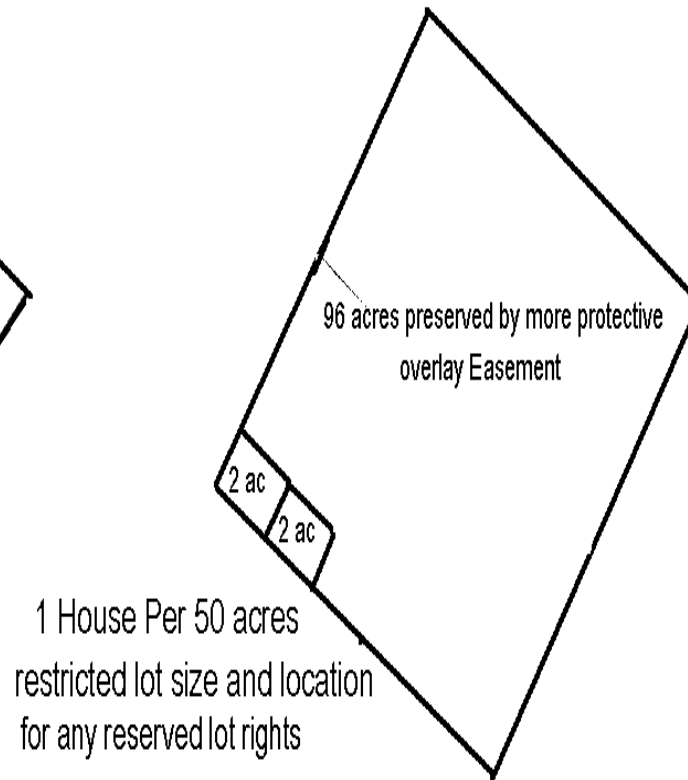 96 acres preserved by more protective
overlay Easement
2 ac
2 ac
1 House Per 50 acres
restricted lot size and location
for any reserved lot rights